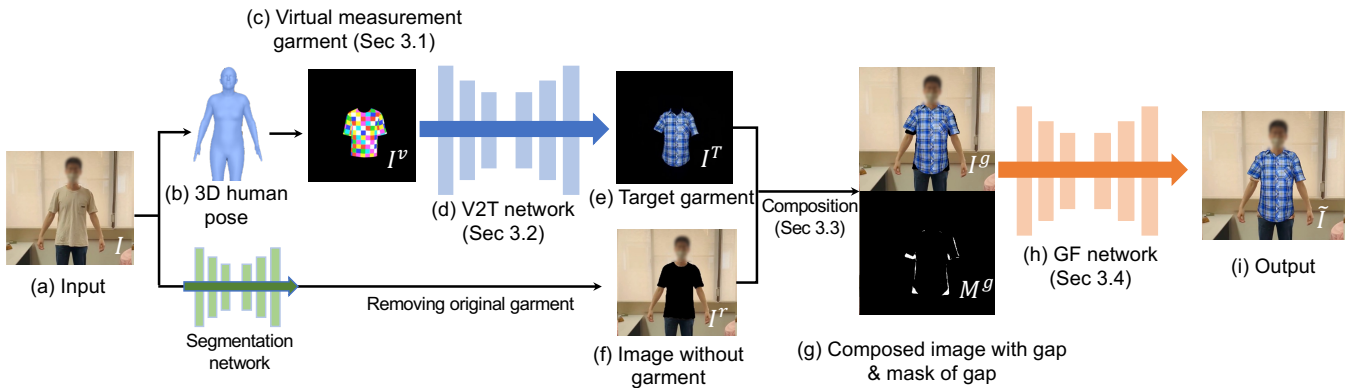 (c) Virtual measurement
garment (Sec 3.1)
I^v
(b) 3D human
pose
(d) V2T network
(Sec 3.2)
I^T
(e) Target garment
I
(a) Input
Segmentation
network
Removing original garment
I^r
(f) Image without
garment
Composition
(Sec 3.3)
I^g
M^g
(g) Composed image with gap
& mask of gap
(h) GF network
(Sec 3.4)
Ĩ
(i) Output